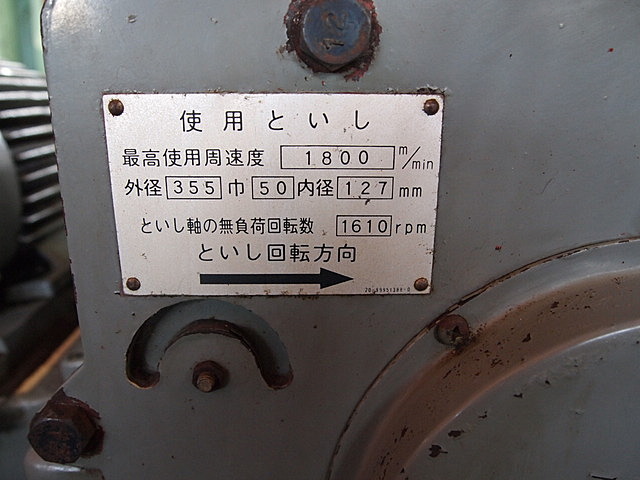 使用といし
最高使用周速度 1800 m/min
外径 355 巾 50 内径 127 mm
といし軸の無負荷回転数 1610 rpm
といし回転方向
12